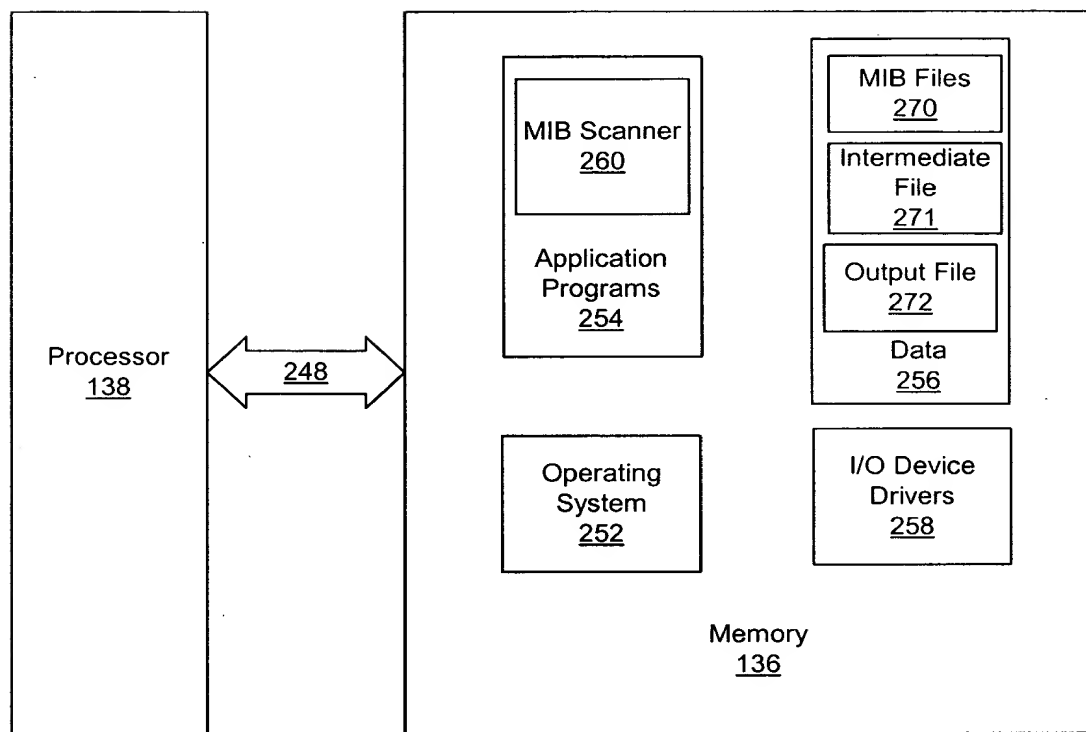 Processor
138
248
MIB Scanner
260
Application
Programs
254
MIB Files
270
Intermediate
File
271
Output File
272
Data
256
Operating
System
252
I/O Device
Drivers
258
Memory
136